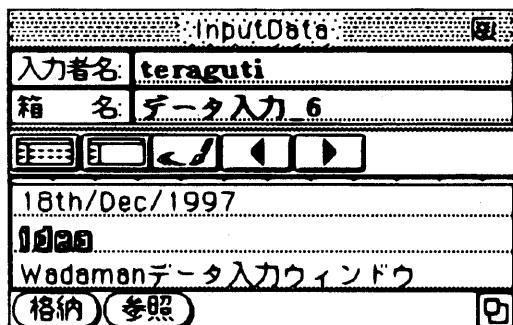 InputData
入力者名: teraguti
箱 名: データ入力_6
18th/Dec/1997
Idea
Wadamanデータ入力ウィンドウ
格納 参照